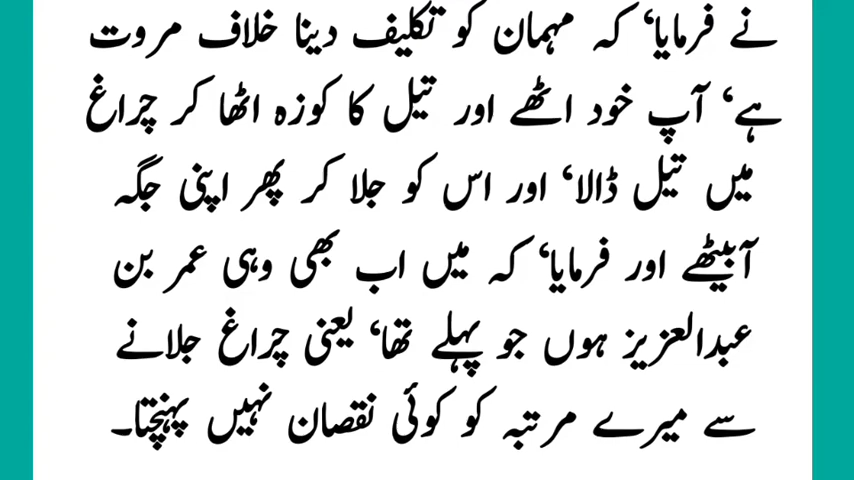 نے فرمایا‘ کہ مہمان کو تکلیف دینا خلاف مروت
ہے‘ آپ خود اٹھے اور تیل کا کوزہ اٹھا کر چراغ
میں تیل ڈالا‘ اور اس کو جلا کر پھر اپنی جگہ
آبیٹھے اور فرمایا‘ کہ میں اب بھی وہی عمر بن
عبدالعزیز ہوں جو پہلے تھا‘ یعنی چراغ جلانے
سے میرے مرتبہ کو کوئی نقصان نہیں پہنچتا۔